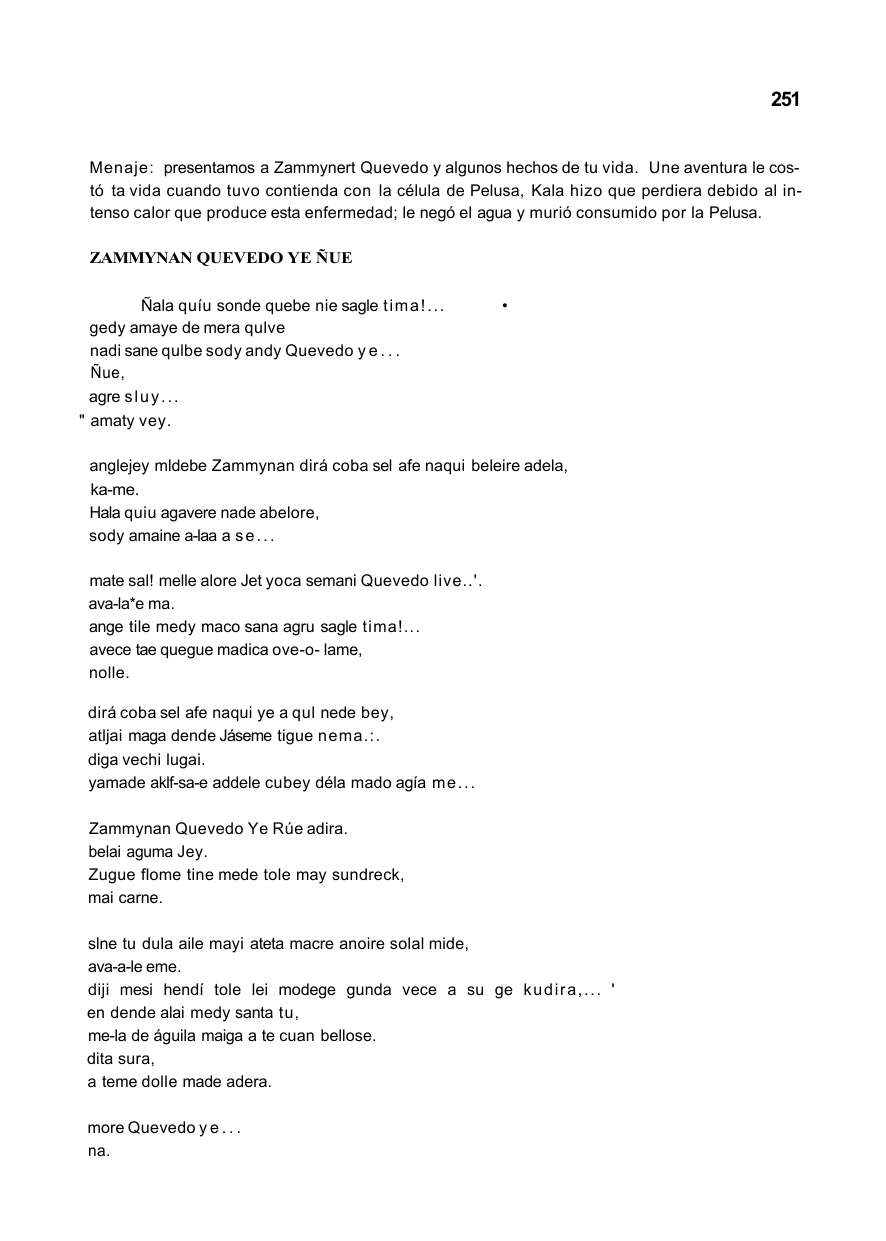 251
Menaje: presentamos a Zammynert Quevedo y algunos hechos de tu vida. Une aventura le cos-
tó ta vida cuando tuvo contienda con la célula de Pelusa, Kala hizo que perdiera debido al in-
tenso calor que produce esta enfermedad; le negó el agua y murió consumido por la Pelusa.
ZAMMYNAN QUEVEDO YE ÑUE
Ñala quíu sonde quebe nie sagle tima!... •
gedy amaye de mera qulve
nadi sane qulbe sody andy Quevedo ye...
Ñue,
agre sluy...
" amaty vey.
anglejey mldebe Zammynan dirá coba sel afe naqui beleire adela,
ka-me.
Hala quiu agavere nade abelore,
sody amaine a-laa a se...
mate sal! melle alore Jet yoca semani Quevedo live..'.
ava-la*e ma.
ange tile medy maco sana agru sagle tima!...
avece tae quegue madica ove-o- lame,
nolle.
dirá coba sel afe naqui ye a qul nede bey,
atljai maga dende Jáseme tigue nema.:.
diga vechi lugai.
yamade aklf-sa-e addele cubey déla mado agía me...
Zammynan Quevedo Ye Rúe adira.
belai aguma Jey.
Zugue flome tine mede tole may sundreck,
mai carne.
slne tu dula aile mayi ateta macre anoire solal mide,
ava-a-le eme.
diji mesi hendí tole lei modege gunda vece a su ge kudira,... '
en dende alai medy santa tu,
me-la de águila maiga a te cuan bellose.
dita sura,
a teme dolle made adera.
more Quevedo ye...
na.